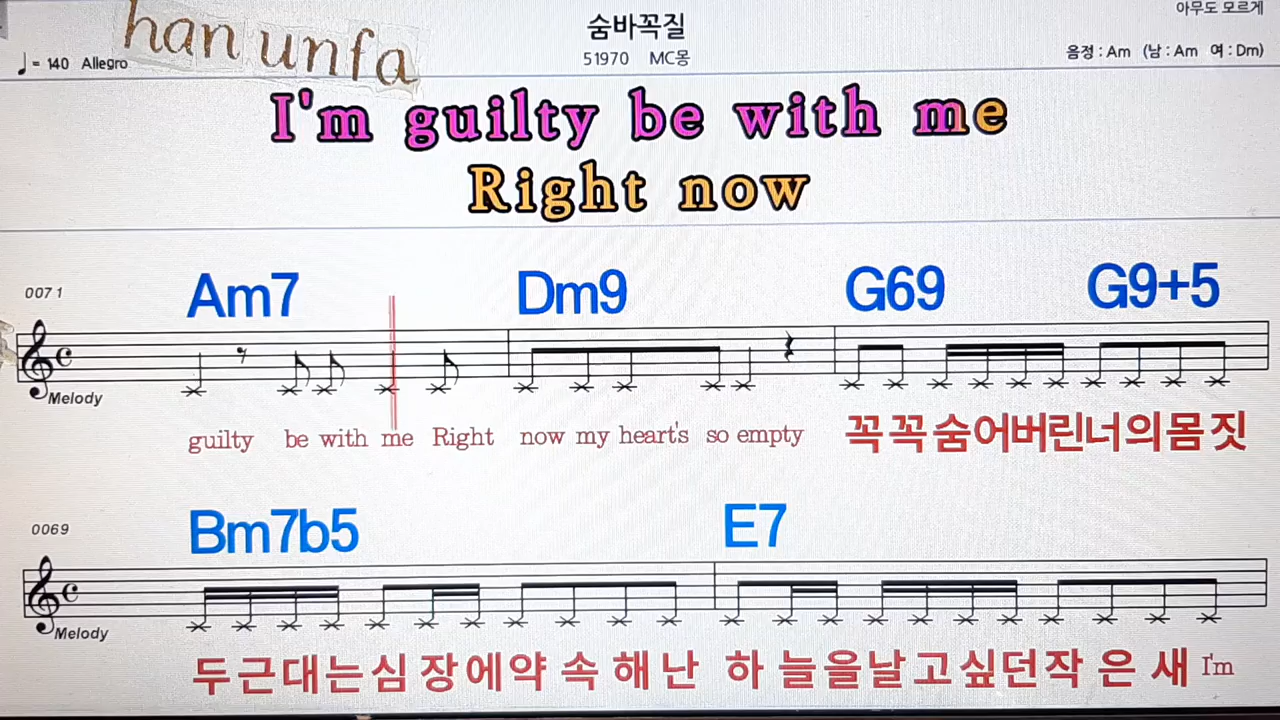 han unfa
숨바꼭질
아무도 모르게
♩= 140 Allegro
51970 MC몽
음정 : Am (남 : Am 여 : Dm)
I'm guilty be with me
Right now
0071
Am7 Dm9 G69 G9+5
Melody
guilty be with me Right now my heart's so empty 꼭꼭숨어버린너의몸짓
0069
Bm7b5 E7
Melody
두근대는심장에약속해난 하늘을날고싶던작은새 I'm